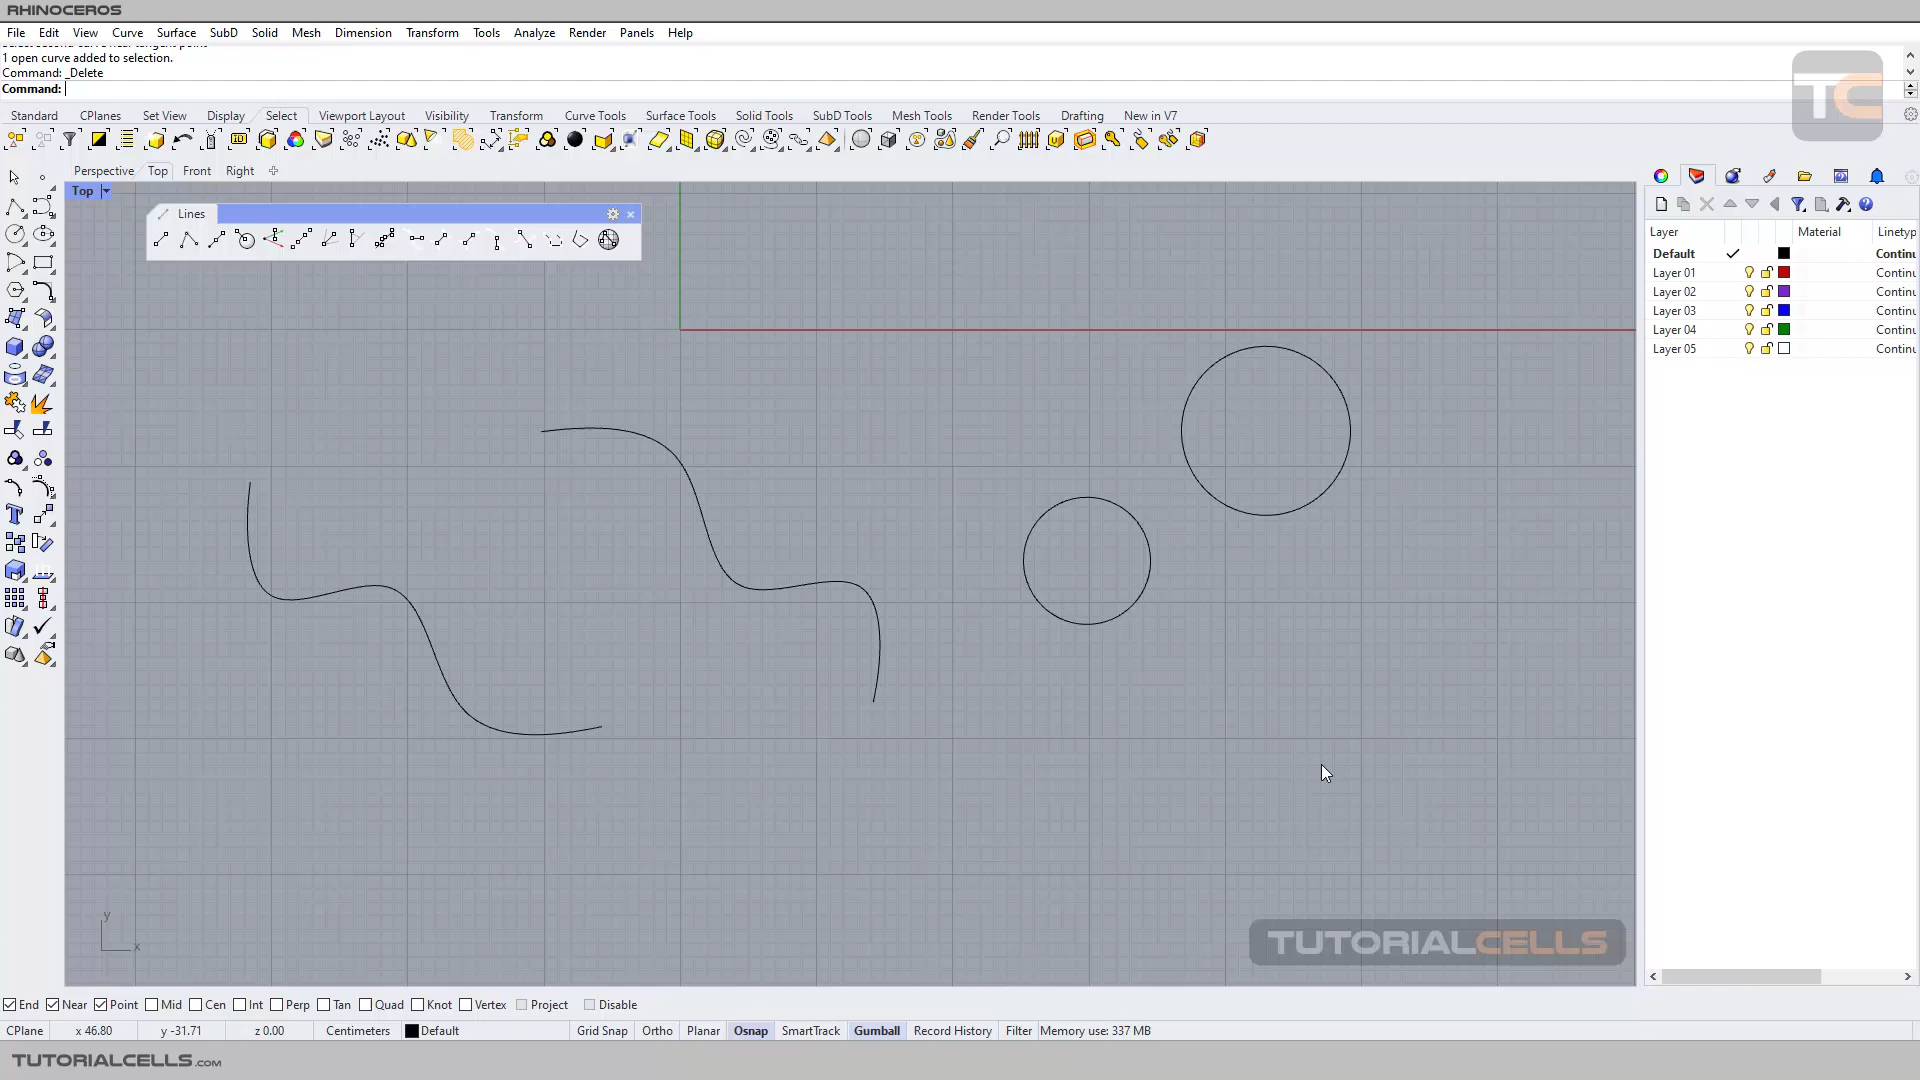 RHINOCEROS
File Edit View Curve Surface SubD Solid Mesh Dimension Transform Tools Analyze Render Panels Help
1 open curve added to selection.
Command: _Delete
Command:
TC
Standard CPlanes Set View Display Select Viewport Layout Visibility Transform Curve Tools Surface Tools Solid Tools SubD Tools Mesh Tools Render Tools Drafting New in V7
Perspective Top Front Right
Top
Lines
Layer Material Linetyp
Default Continu
Layer 01 Continu
Layer 02 Continu
Layer 03 Continu
Layer 04 Continu
Layer 05 Continu
y
x
TUTORIALCELLS
End Near Point Mid Cen Int Perp Tan Quad Knot Vertex Project Disable
CPlane x 46.80 y -31.71 z 0.00 Centimeters Default Grid Snap Ortho Planar Osnap SmartTrack Gumball Record History Filter Memory use: 337 MB
TUTORIALCELLS.COM